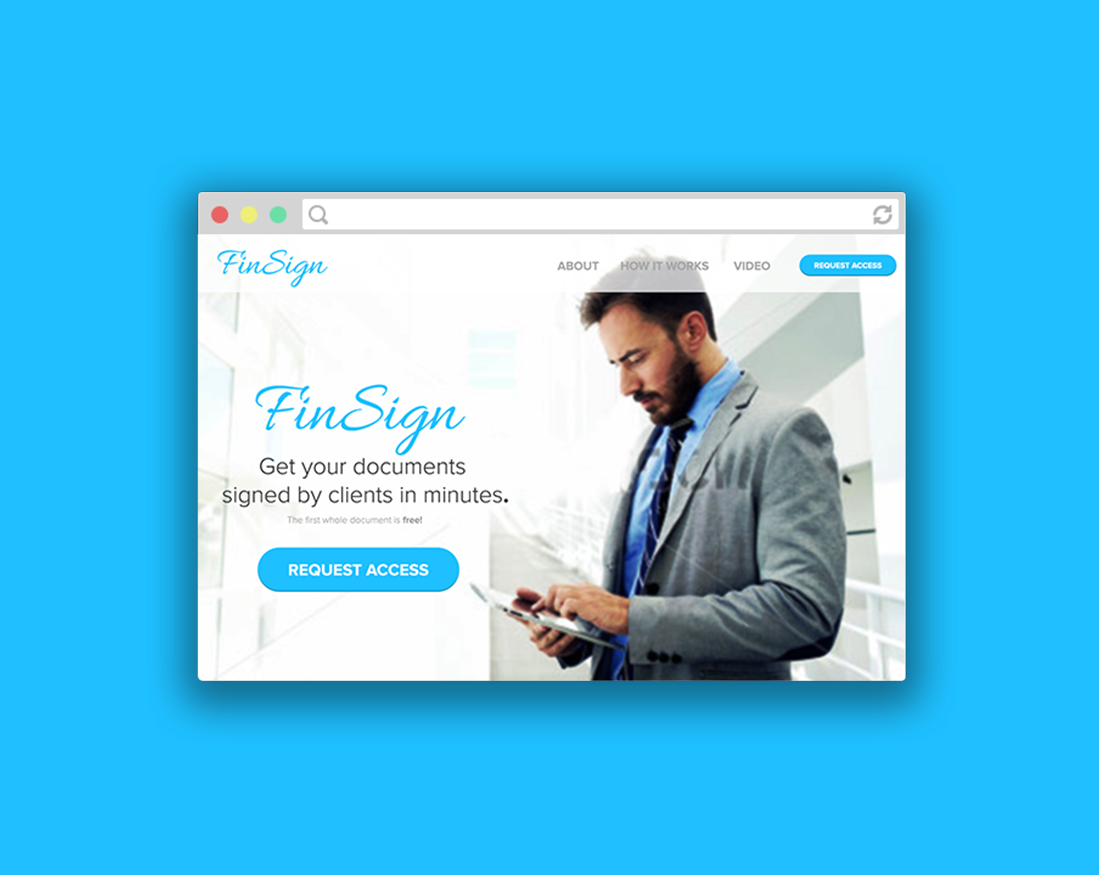 FinSign
ABOUT HOW IT WORKS VIDEO REQUEST ACCESS
FinSign
Get your documents
signed by clients in minutes.
The first whole document is free!
REQUEST ACCESS